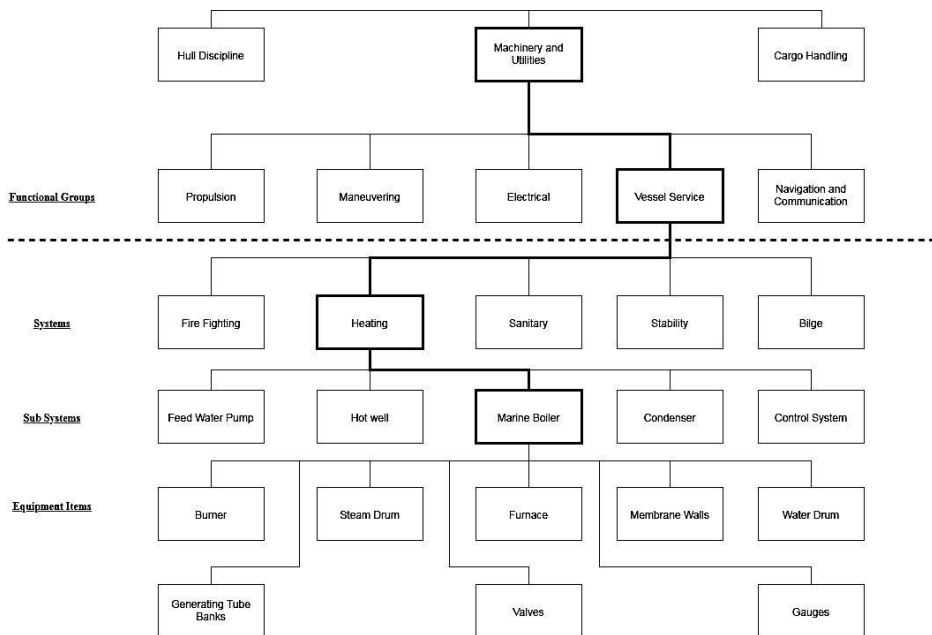 Hull Discipline
Machinery and
Utilities
Cargo Handling
Functional Groups
Propulsion
Maneuvering
Electrical
Vessel Service
Navigation and
Communication
Systems
Fire Fighting
Heating
Sanitary
Stability
Bilge
Sub Systems
Feed Water Pump
Hot well
Marine Boiler
Condenser
Control System
Equipment Items
Burner
Steam Drum
Furnace
Membrane Walls
Water Drum
Generating Tube
Banks
Valves
Gauges